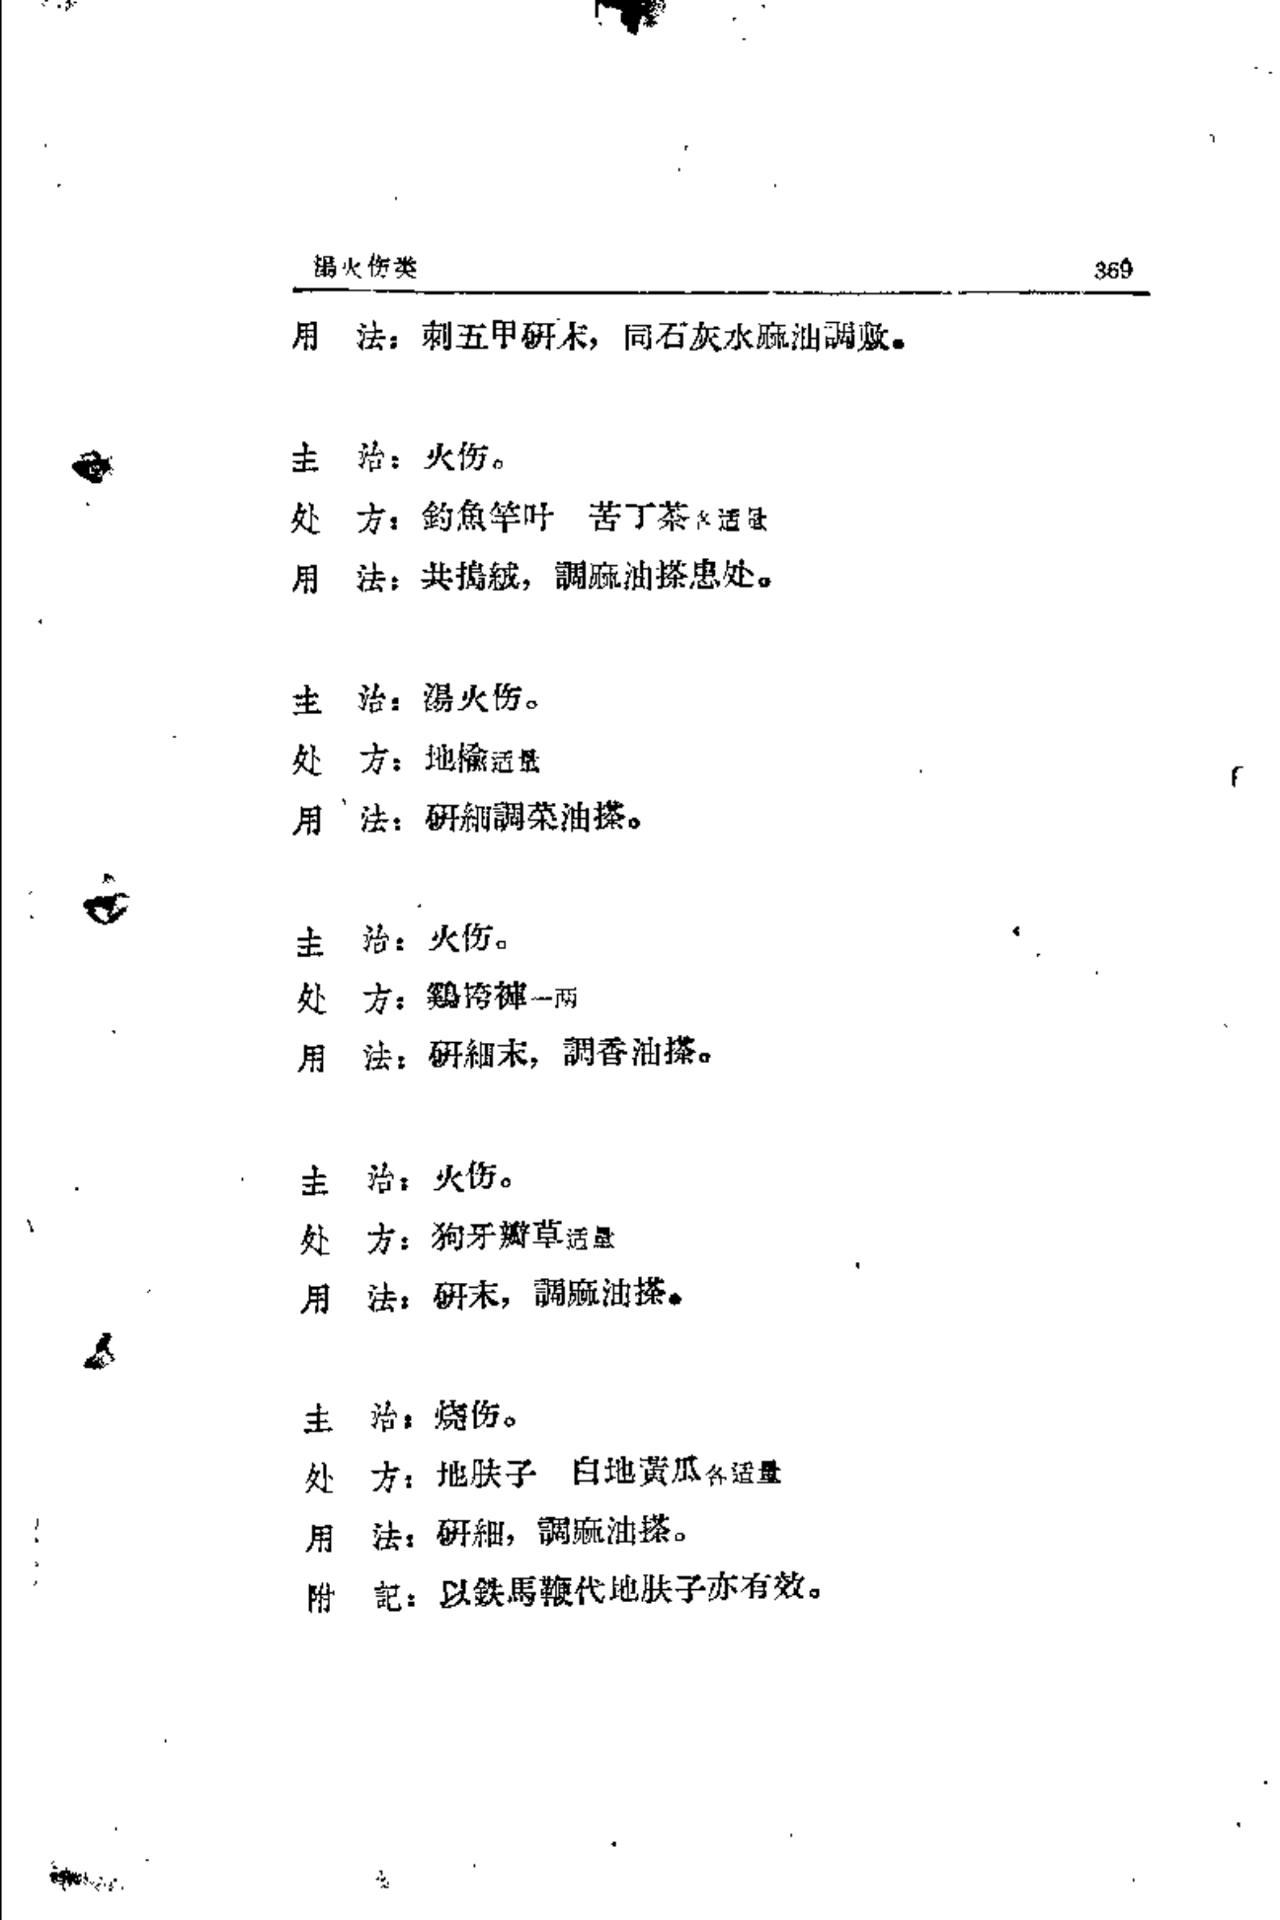 湯火伤类 369
用 法：刺五甲研末，同石灰水麻油調敷。
主 治：火伤。
处 方：釣魚竿叶 苦丁茶各适量
用 法：共搗絨，調麻油搽患处。
主 治：湯火伤。
处 方：地榆适量
用 法：研細調菜油搽。
主 治：火伤。
处 方：鷄袴褲一两
用 法：研細末，調香油搽。
主 治：火伤。
处 方：狗牙瓣草适量
用 法：研末，調麻油搽。
主 治：烧伤。
处 方：地肤子 白地黃瓜各适量
用 法：研細，調麻油搽。
附 記：以鉄馬鞭代地肤子亦有效。